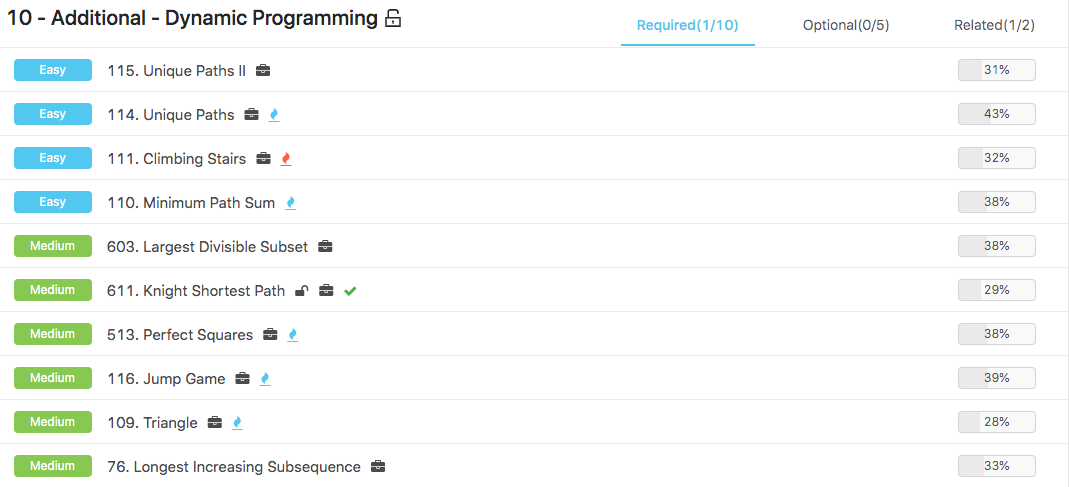 10 - Additional - Dynamic Programming Required(1/10) Optional(0/5) Related(1/2)
Easy 115. Unique Paths II 31%
Easy 114. Unique Paths 43%
Easy 111. Climbing Stairs 32%
Easy 110. Minimum Path Sum 38%
Medium 603. Largest Divisible Subset 38%
Medium 611. Knight Shortest Path 29%
Medium 513. Perfect Squares 38%
Medium 116. Jump Game 39%
Medium 109. Triangle 28%
Medium 76. Longest Increasing Subsequence 33%